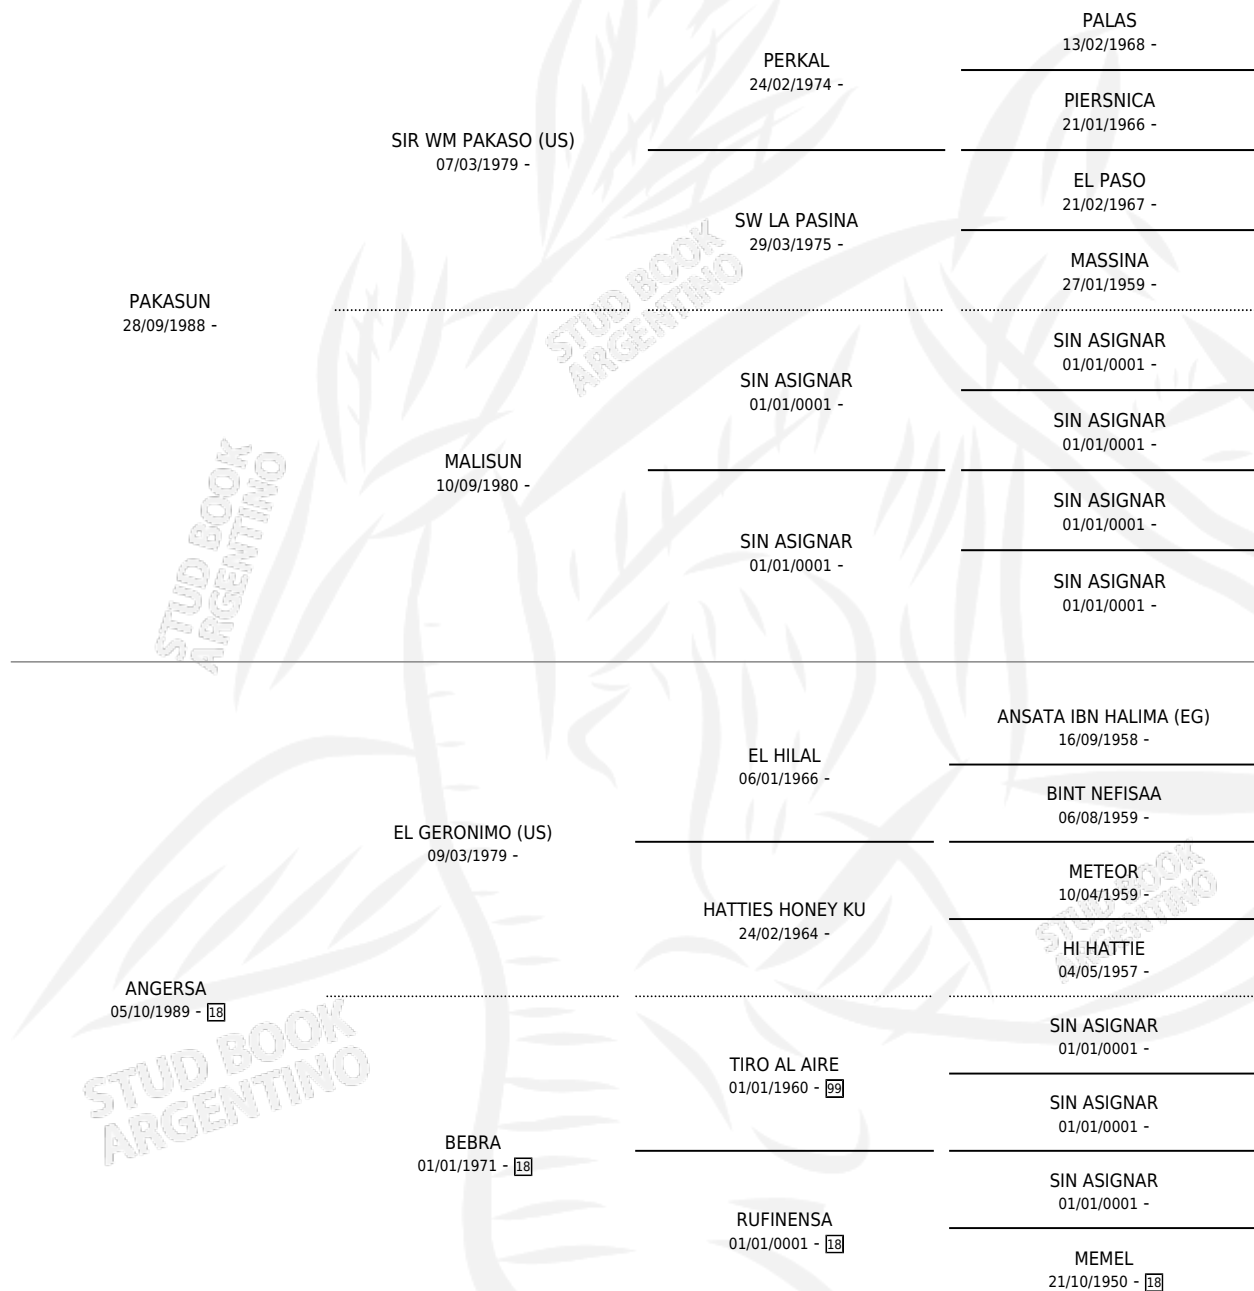 PALAS
13/02/1968 -
PERKAL
24/02/1974 -
PIERSNICA
21/01/1966 -
SIR WM PAKASO (US)
07/03/1979 -
EL PASO
21/02/1967 -
SW LA PASINA
29/03/1975 -
MASSINA
27/01/1959 -
PAKASUN
28/09/1988 -
SIN ASIGNAR
01/01/0001 -
SIN ASIGNAR
01/01/0001 -
SIN ASIGNAR
01/01/0001 -
MALISUN
10/09/1980 -
SIN ASIGNAR
01/01/0001 -
SIN ASIGNAR
01/01/0001 -
SIN ASIGNAR
01/01/0001 -
STUD BOOK
ARGENTINO
STUD BOOK
ARGENTINO
ANSATA IBN HALIMA (EG)
16/09/1958 -
EL HILAL
06/01/1966 -
BINT NEFISAA
06/08/1959 -
EL GERONIMO (US)
09/03/1979 -
METEOR
10/04/1959 -
HATTIES HONEY KU
24/02/1964 -
HI HATTIE
04/05/1957 -
STUD BOOK
ARGENTINO
ANGERSA
05/10/1989 - 18
SIN ASIGNAR
01/01/0001 -
TIRO AL AIRE
01/01/1960 - 99
SIN ASIGNAR
01/01/0001 -
BEBRA
01/01/1971 - 18
SIN ASIGNAR
01/01/0001 -
RUFINENSA
01/01/0001 - 18
MEMEL
21/10/1950 - 18
STUD BOOK
ARGENTINO